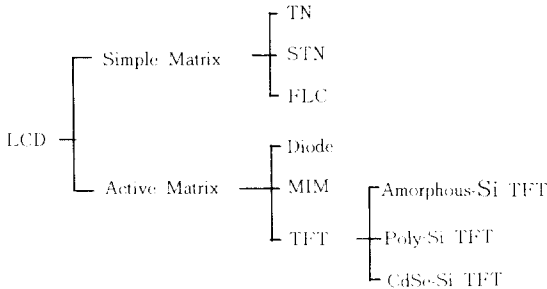 TN
Simple Matrix
STN
FLC
LCD
Diode
Active Matrix
MIM
Amorphous-Si TFT
TFT
Poly-Si TFT
CdSe-Si TFT